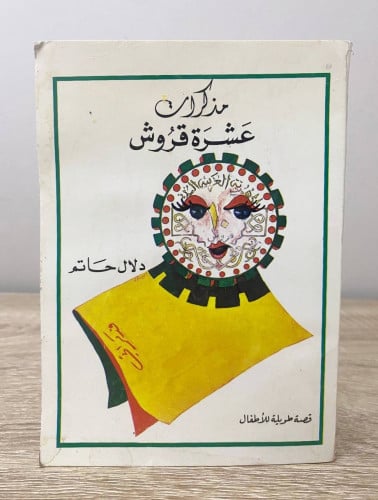 مذكرات
عشرة قروش
دلال حاتم
قصة طويلة للأطفال